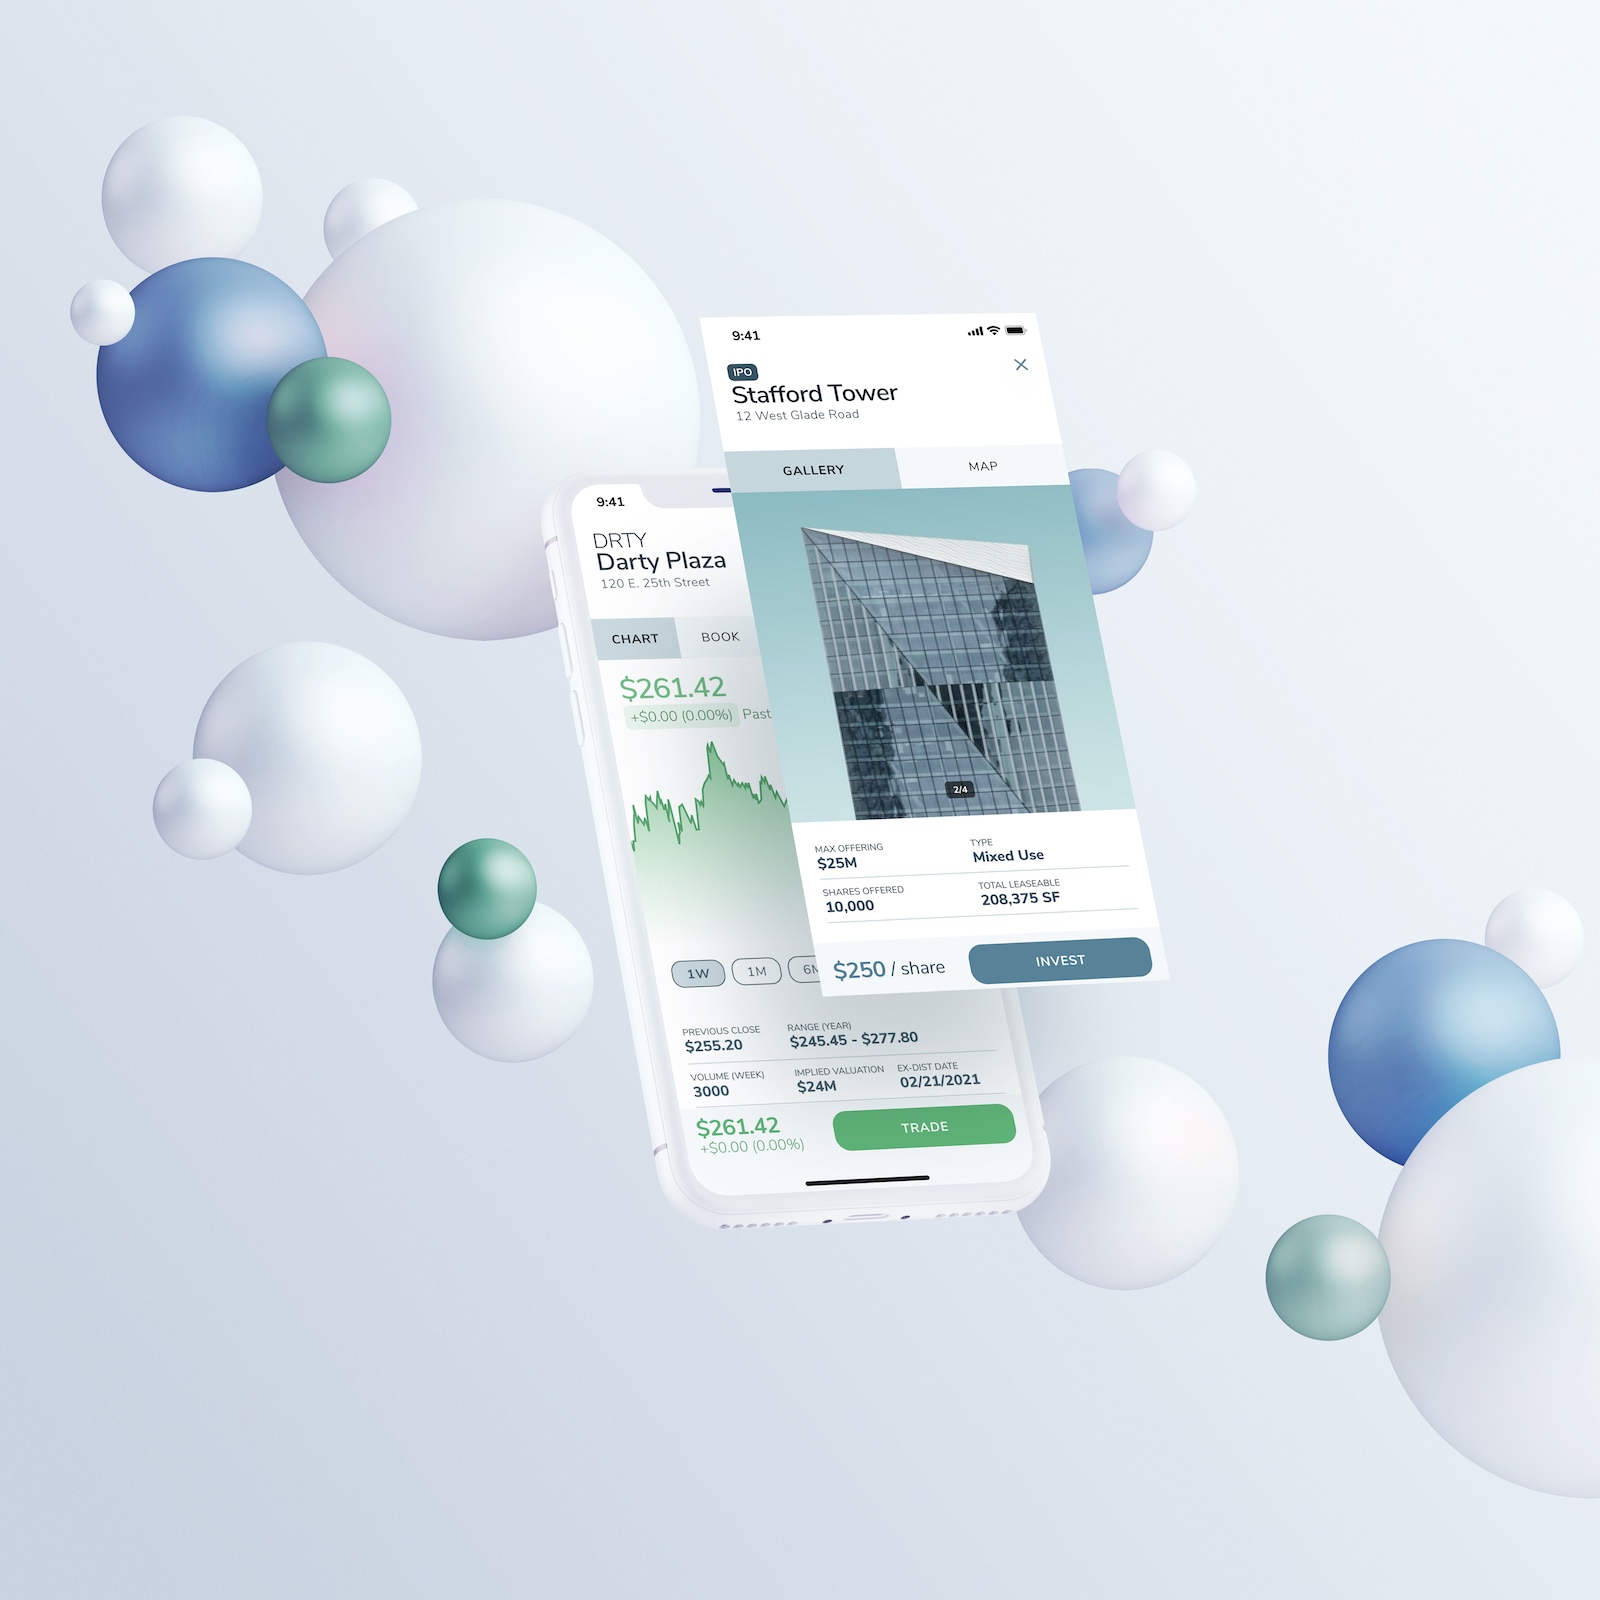 9:41
IPO
Stafford Tower
12 West Glade Road
GALLERY MAP
2/4
MAX OFFERING TYPE
$25M Mixed Use
SHARES OFFERED TOTAL LEASEABLE
10,000 208,375 SF
$250 / share INVEST
9:41
DRTY
Darty Plaza
120 E. 25th Street
CHART BOOK
$261.42
+$0.00 (0.00%) Past
1W 1M
PREVIOUS CLOSE RANGE (YEAR)
$255.20 $245.45 - $277.80
VOLUME (WEEK) IMPLIED VALUATION EX-DIST DATE
3000 $24M 02/21/2021
$261.42 TRADE
+$0.00 (0.00%)